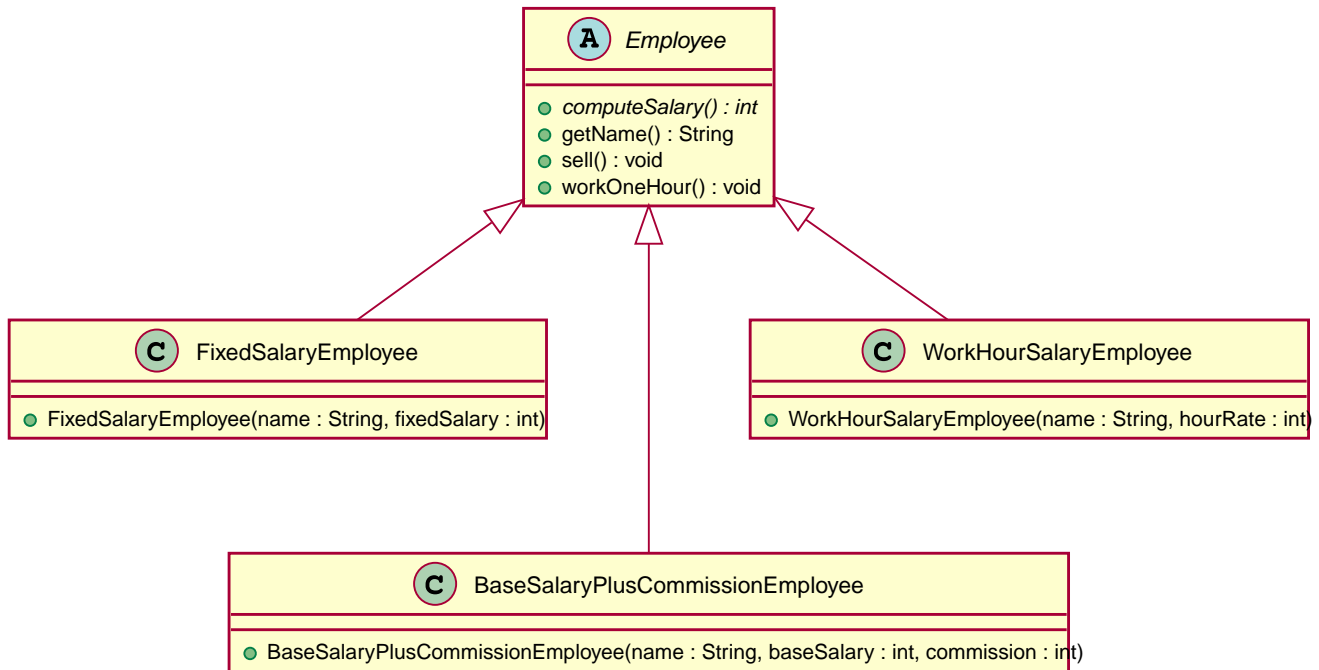 A Employee
computeSalary() : int
getName() : String
sell() : void
workOneHour() : void
C FixedSalaryEmployee
FixedSalaryEmployee(name : String, fixedSalary : int)
C WorkHourSalaryEmployee
WorkHourSalaryEmployee(name : String, hourRate : int)
C BaseSalaryPlusCommissionEmployee
BaseSalaryPlusCommissionEmployee(name : String, baseSalary : int, commission : int)